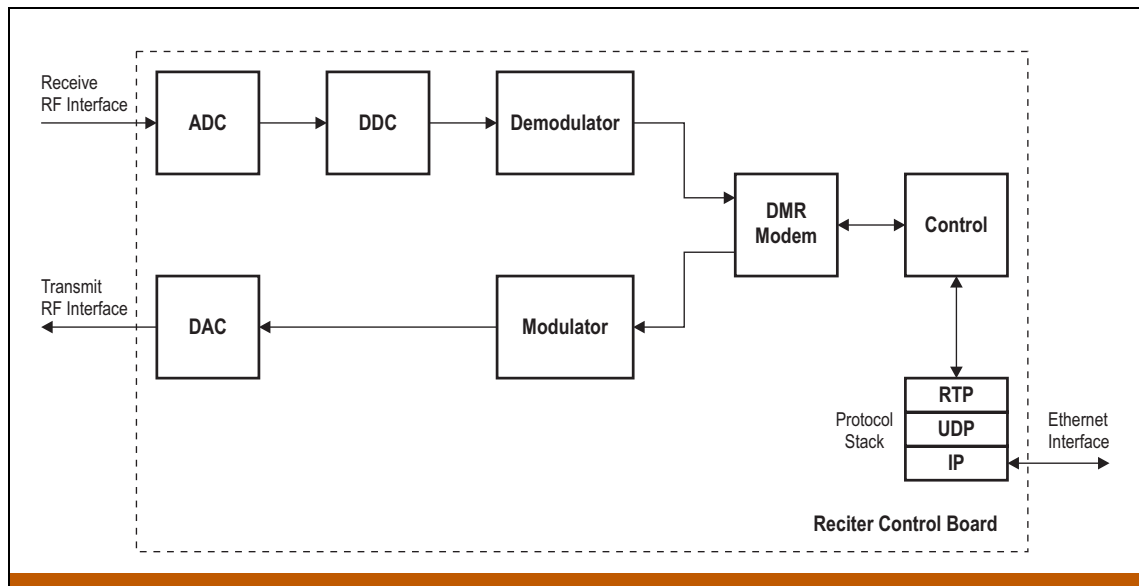 Receive
RF Interface
ADC
DDC
Demodulator
DMR
Modem
Control
Transmit
RF Interface
DAC
Modulator
Protocol
Stack
RTP
UDP
IP
Ethernet
Interface
Reciter Control Board